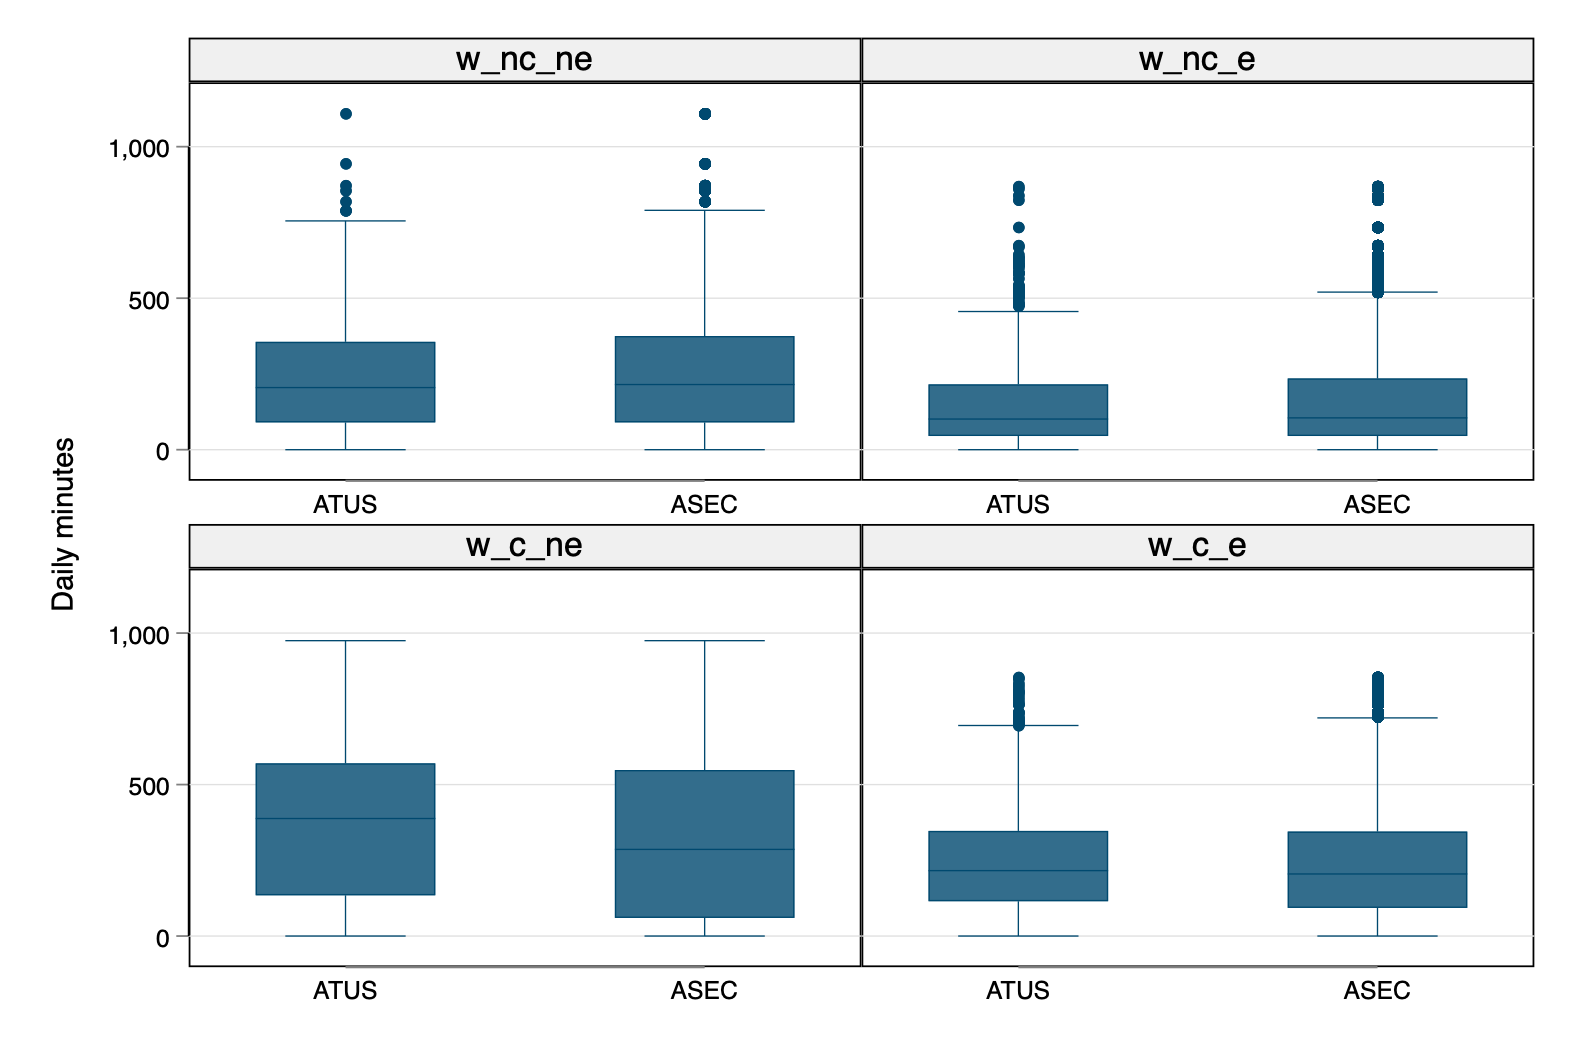 w_nc_ne
w_nc_e
1,000
500
0
ATUS
ASEC
ATUS
ASEC
Daily minutes
w_c_ne
w_c_e
1,000
500
0
ATUS
ASEC
ATUS
ASEC